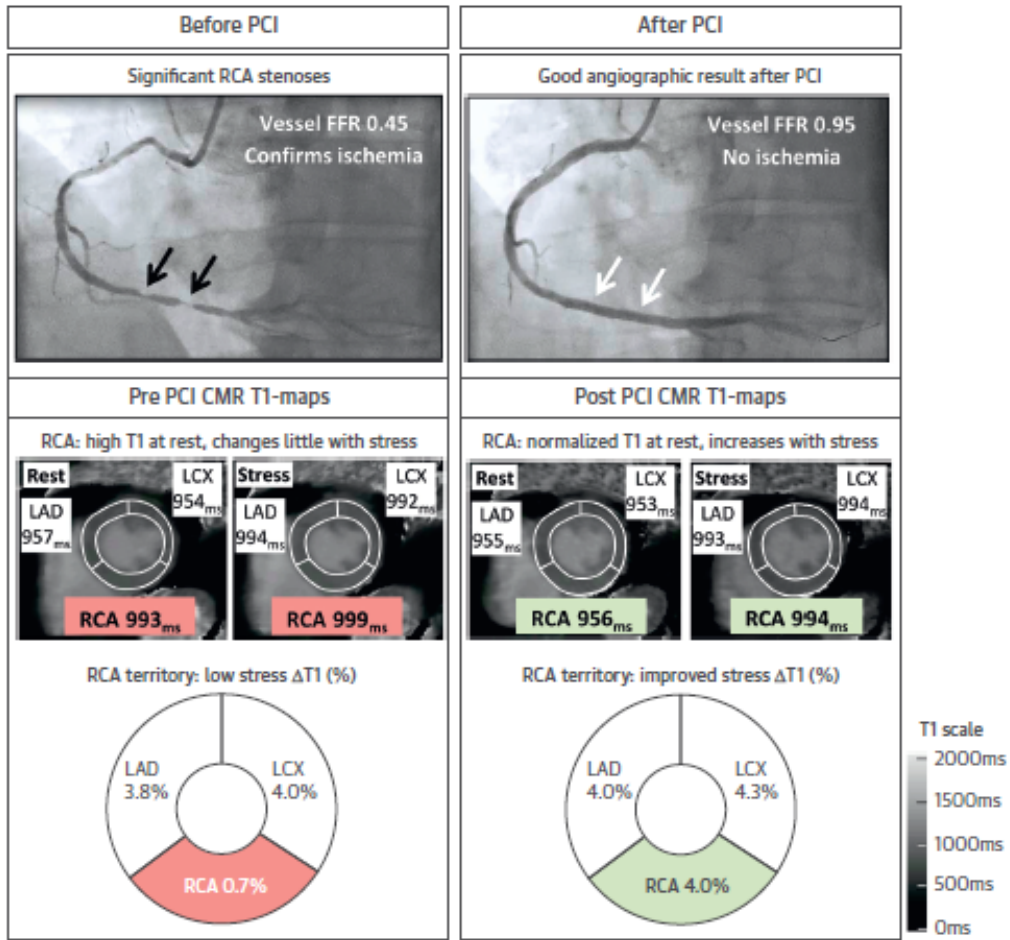 Before PCI
After PCI
Significant RCA stenoses
Vessel FFR 0.45
Confirms ischemia
Good angiographic result after PCI
Vessel FFR 0.95
No ischemia
Pre PCI CMR T1-maps
Post PCI CMR T1-maps
RCA: high T1 at rest, changes little with stress
Rest
LCX
954ms
LAD
957ms
RCA 993ms
Stress
LCX
992ms
LAD
994ms
RCA 999ms
RCA: normalized T1 at rest, increases with stress
Rest
LCX
953ms
LAD
955ms
RCA 956ms
Stress
LCX
994ms
LAD
993ms
RCA 994ms
RCA territory: low stress ΔT1 (%)
LAD
3.8%
LCX
4.0%
RCA 0.7%
RCA territory: improved stress ΔT1 (%)
LAD
4.0%
LCX
4.3%
RCA 4.0%
T1 scale
2000ms
1500ms
1000ms
500ms
0ms